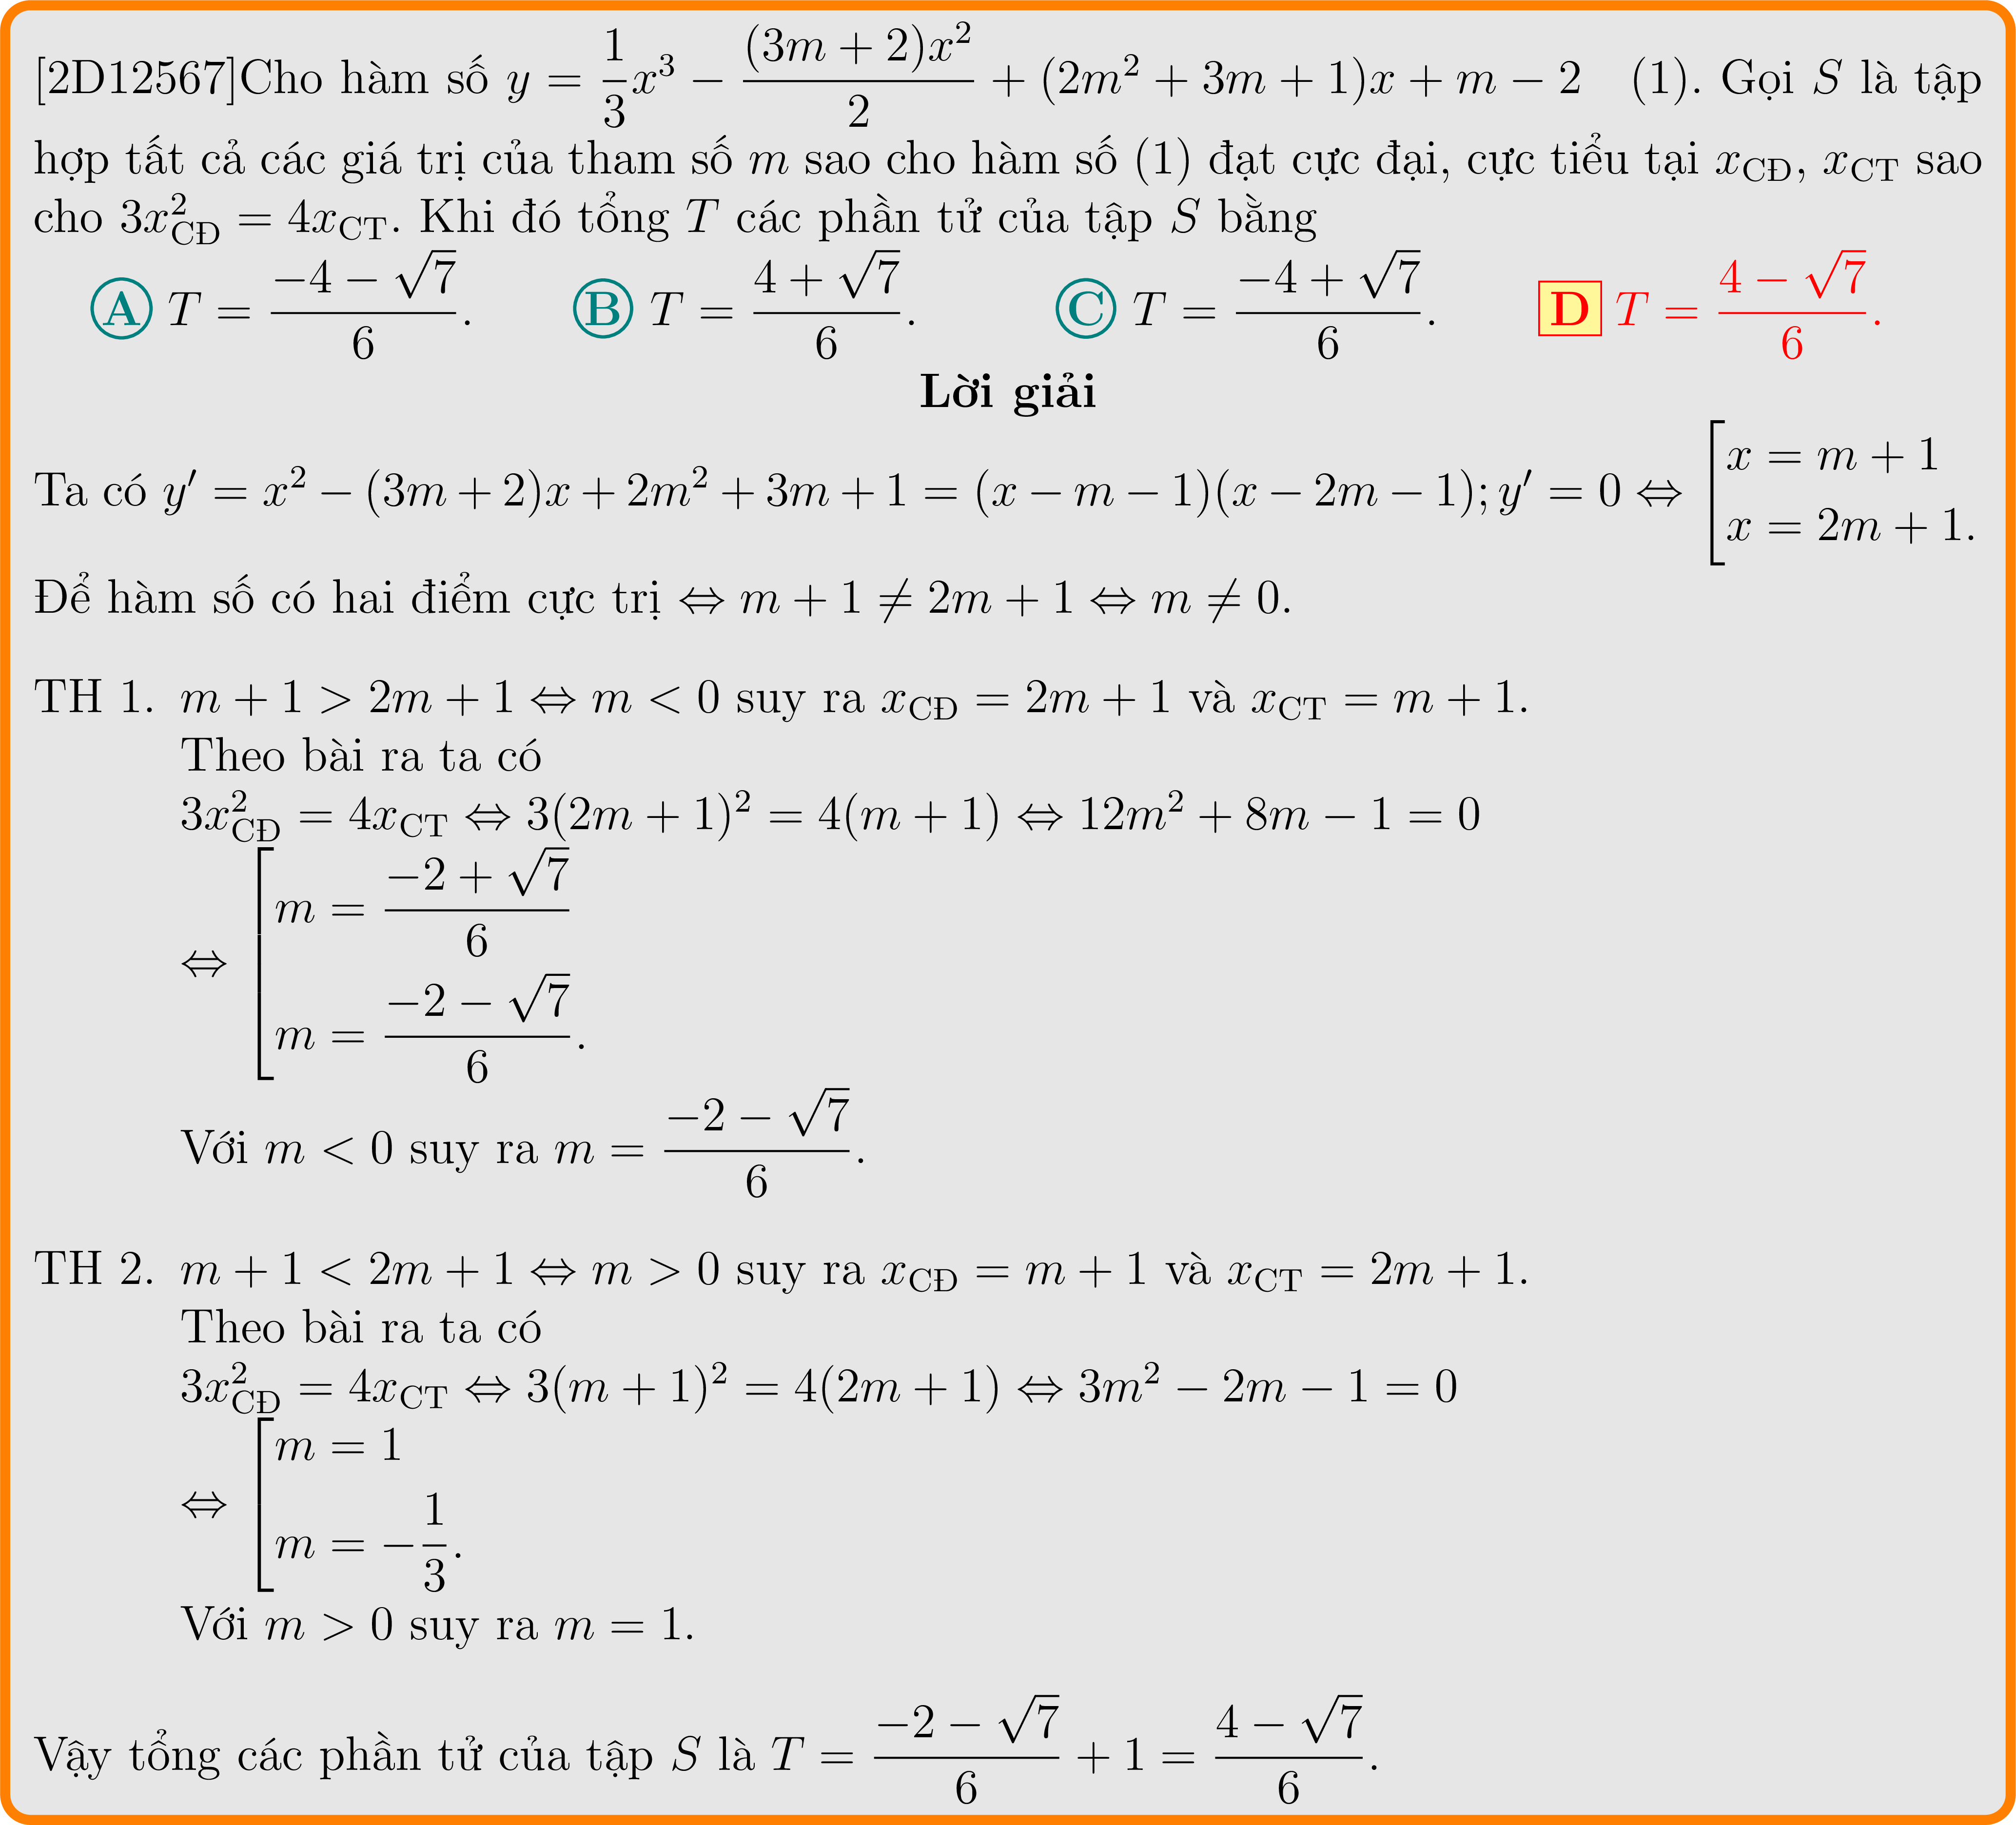 [2D12567]Cho hàm số $y = \dfrac{1}{3}x^3 - \dfrac{(3m+2)x^2}{2} + (2m^2+3m+1)x + m - 2 \quad (1)$. Gọi $S$ là tập
hợp tất cả các giá trị của tham số $m$ sao cho hàm số (1) đạt cực đại, cực tiểu tại $x_{\text{CĐ}}$, $x_{\text{CT}}$ sao
cho $3x_{\text{CĐ}}^2 = 4x_{\text{CT}}$. Khi đó tổng $T$ các phần tử của tập $S$ bằng
A $T = \dfrac{-4-\sqrt{7}}{6}$. B $T = \dfrac{4+\sqrt{7}}{6}$. C $T = \dfrac{-4+\sqrt{7}}{6}$. D $T = \dfrac{4-\sqrt{7}}{6}$.
Lời giải
Ta có $y' = x^2 - (3m+2)x + 2m^2 + 3m + 1 = (x-m-1)(x-2m-1); y' = 0 \Leftrightarrow \left[\begin{array}{l} x = m+1 \\ x = 2m+1. \end{array}\right.$
Để hàm số có hai điểm cực trị $\Leftrightarrow m+1 \neq 2m+1 \Leftrightarrow m \neq 0$.
TH 1. $m+1 > 2m+1 \Leftrightarrow m < 0$ suy ra $x_{\text{CĐ}} = 2m+1$ và $x_{\text{CT}} = m+1$.
Theo bài ra ta có
$3x_{\text{CĐ}}^2 = 4x_{\text{CT}} \Leftrightarrow 3(2m+1)^2 = 4(m+1) \Leftrightarrow 12m^2 + 8m - 1 = 0$
$\Leftrightarrow \left[\begin{array}{l} m = \dfrac{-2+\sqrt{7}}{6} \\ m = \dfrac{-2-\sqrt{7}}{6}. \end{array}\right.$
Với $m < 0$ suy ra $m = \dfrac{-2-\sqrt{7}}{6}$.
TH 2. $m+1 < 2m+1 \Leftrightarrow m > 0$ suy ra $x_{\text{CĐ}} = m+1$ và $x_{\text{CT}} = 2m+1$.
Theo bài ra ta có
$3x_{\text{CĐ}}^2 = 4x_{\text{CT}} \Leftrightarrow 3(m+1)^2 = 4(2m+1) \Leftrightarrow 3m^2 - 2m - 1 = 0$
$\Leftrightarrow \left[\begin{array}{l} m = 1 \\ m = -\dfrac{1}{3}. \end{array}\right.$
Với $m > 0$ suy ra $m = 1$.
Vậy tổng các phần tử của tập $S$ là $T = \dfrac{-2-\sqrt{7}}{6} + 1 = \dfrac{4-\sqrt{7}}{6}$.